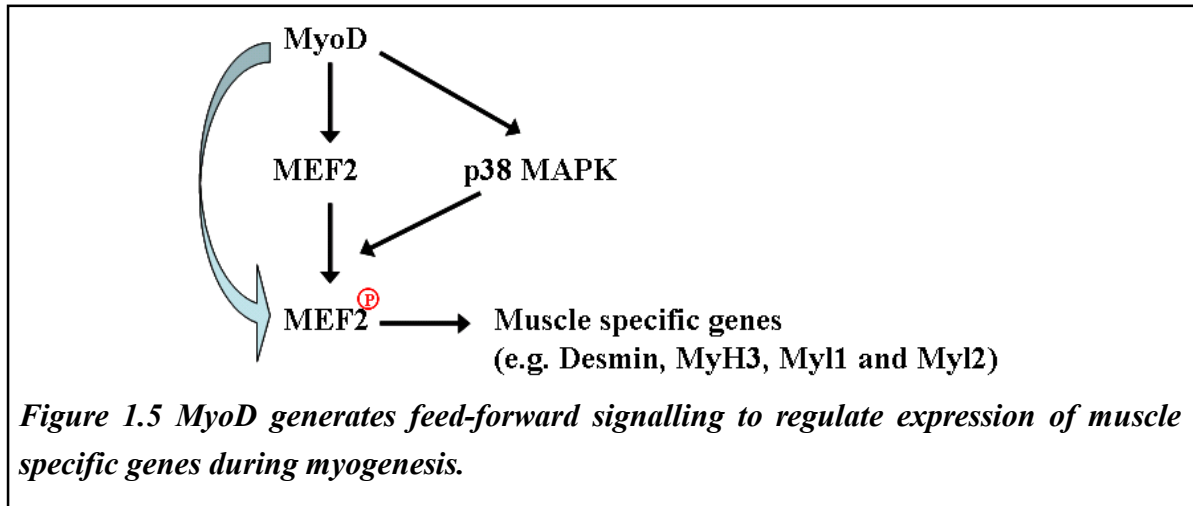 MyoD
MEF2 p38 MAPK
P
MEF2 Muscle specific genes
(e.g. Desmin, MyH3, Myl1 and Myl2)
Figure 1.5 MyoD generates feed-forward signalling to regulate expression of muscle
specific genes during myogenesis.